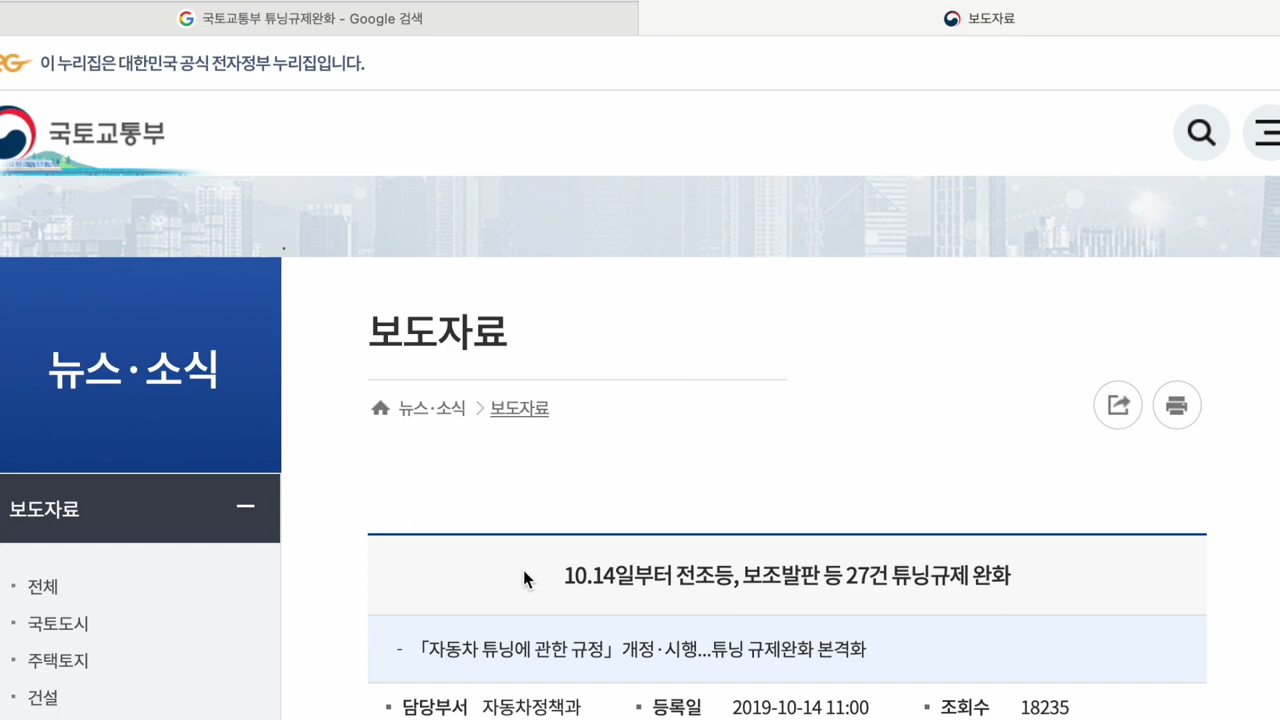 국토교통부 튜닝규제완화 - Google 검색
보도자료
이 누리집은 대한민국 공식 전자정부 누리집입니다.
국토교통부
뉴스·소식
보도자료
뉴스·소식 > 보도자료
보도자료
전체
국토도시
주택토지
건설
10.14일부터 전조등, 보조발판 등 27건 튜닝규제 완화
- 「자동차 튜닝에 관한 규정」 개정·시행...튜닝 규제완화 본격화
담당부서 자동차정책과 등록일 2019-10-14 11:00 조회수 18235